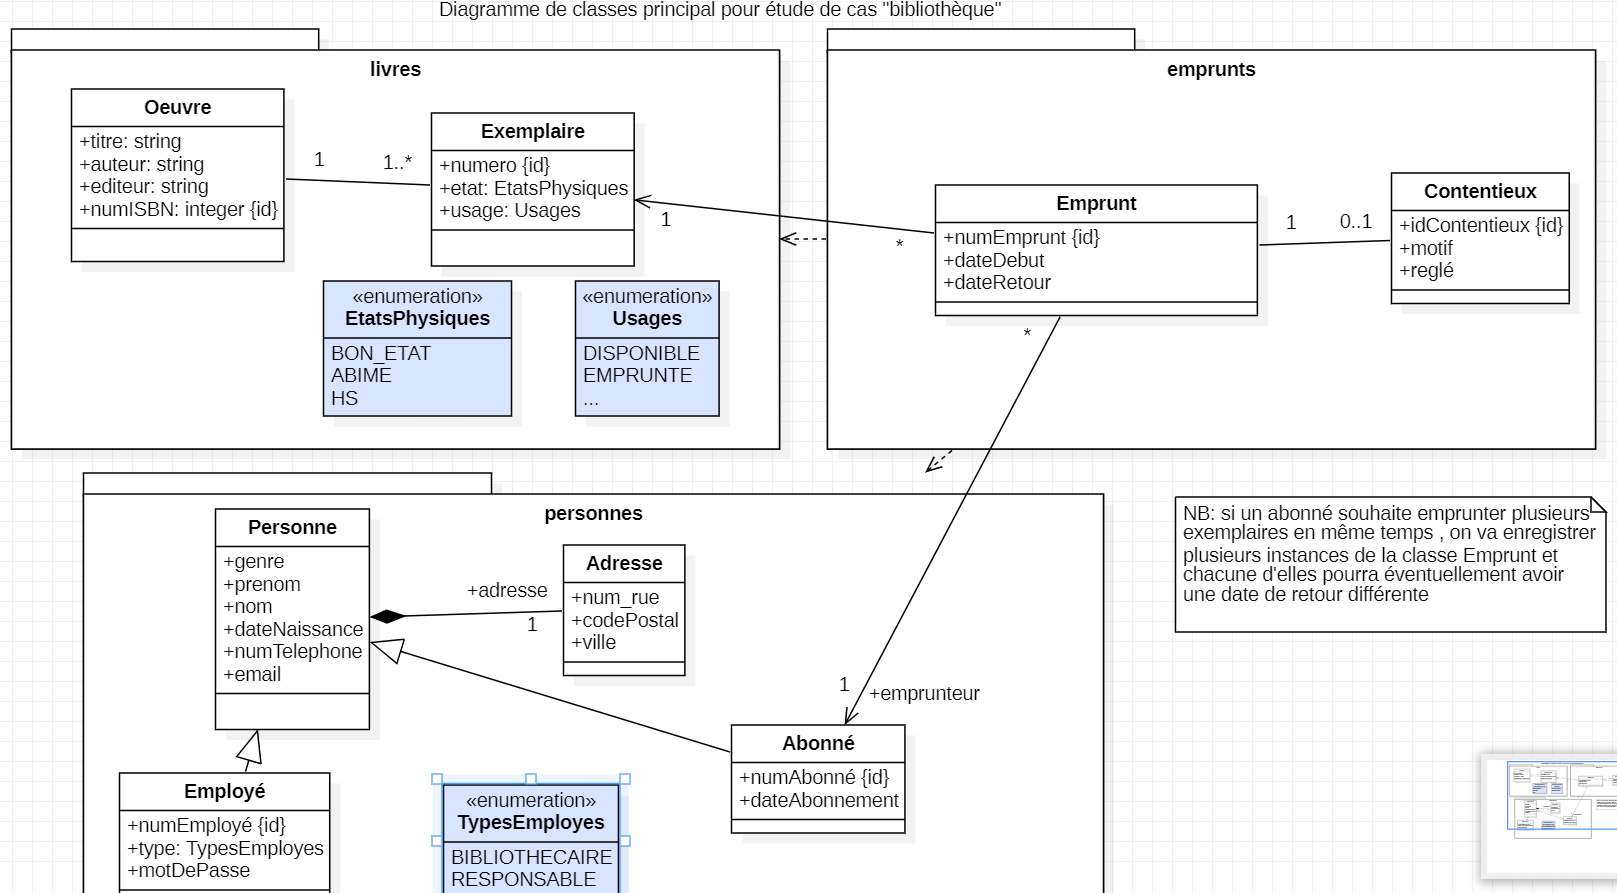 Diagramme de classes principal pour étude de cas "bibliothèque"
livres
Oeuvre
+titre: string
+auteur: string
+editeur: string
+numISBN: integer {id}
1
1..*
Exemplaire
+numero {id}
+etat: EtatsPhysiques
+usage: Usages
1
*
«enumeration»
EtatsPhysiques
BON_ETAT
ABIME
HS
«enumeration»
Usages
DISPONIBLE
EMPRUNTE
...
emprunts
Emprunt
+numEmprunt {id}
+dateDebut
+dateRetour
1
0..1
Contentieux
+idContentieux {id}
+motif
+reglé
*
personnes
Personne
+genre
+prenom
+nom
+dateNaissance
+numTelephone
+email
+adresse
1
Adresse
+num_rue
+codePostal
+ville
1
+emprunteur
Abonné
+numAbonné {id}
+dateAbonnement
Employé
+numEmployé {id}
+type: TypesEmployes
+motDePasse
«enumeration»
TypesEmployes
BIBLIOTHECAIRE
RESPONSABLE
NB: si un abonné souhaite emprunter plusieurs
exemplaires en même temps , on va enregistrer
plusieurs instances de la classe Emprunt et
chacune d'elles pourra éventuellement avoir
une date de retour différente